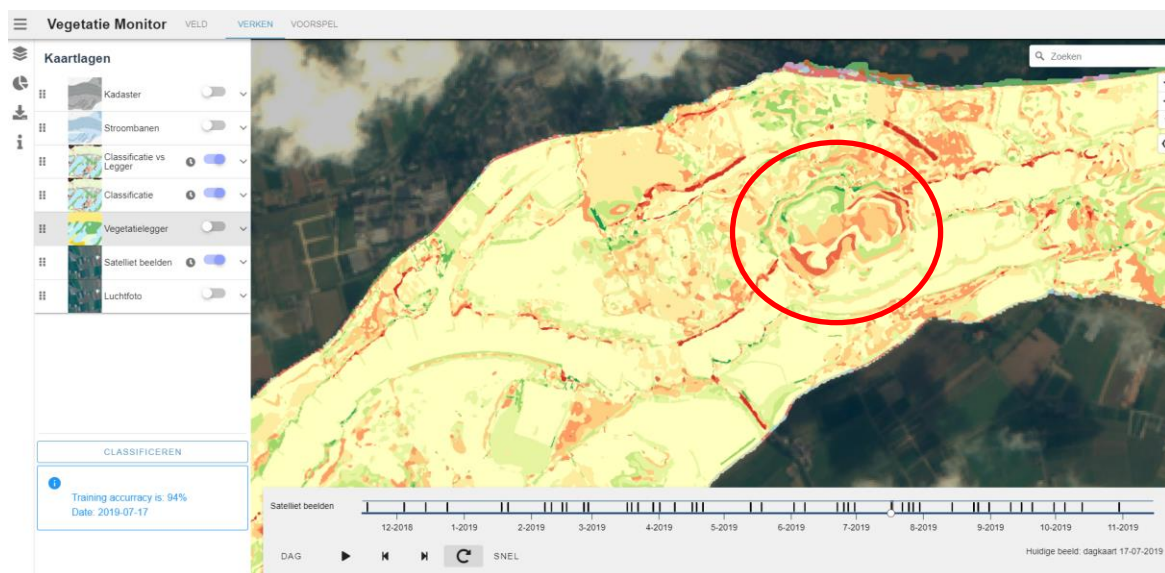 Vegetatie Monitor VELD VERKEN VOORSPEL
Kaartlagen
Zoeken
Kadaster
Stroombanen
Classificatie vs
Legger
Classificatie
Vegetatielegger
Satelliet beelden
Luchtfoto
CLASSIFICEREN
Training accurracy is: 94%
Date: 2019-07-17
Satelliet beelden
12-2018 1-2019 2-2019 3-2019 4-2019 5-2019 6-2019 7-2019 8-2019 9-2019 10-2019 11-2019
DAG SNEL Huidige beeld: dagkaart 17-07-2019